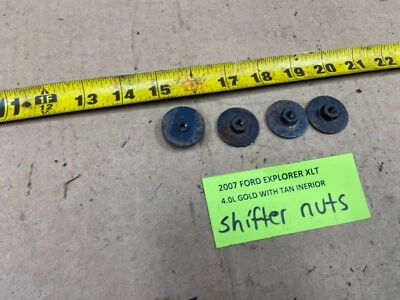 1 1F 13 14 15 16 17 18 19 20 21 22
12
2007 FORD EXPLORER XLT
4.0L GOLD WITH TAN INERIOR
shifter nuts